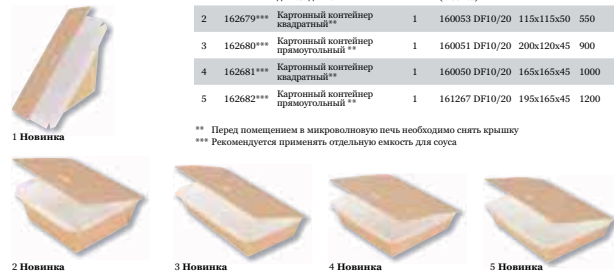 2 162679*** Картонный контейнер квадратный** 1 160053 DF10/20 115x115x50 550
3 162680*** Картонный контейнер прямоугольный ** 1 160051 DF10/20 200x120x45 900
4 162681*** Картонный контейнер квадратный** 1 160050 DF10/20 165x165x45 1000
5 162682*** Картонный контейнер прямоугольный ** 1 161267 DF10/20 195x165x45 1200
** Перед помещением в микроволновую печь необходимо снять крышку
*** Рекомендуется применять отдельную емкость для соуса
1 Новинка
2 Новинка
3 Новинка
4 Новинка
5 Новинка